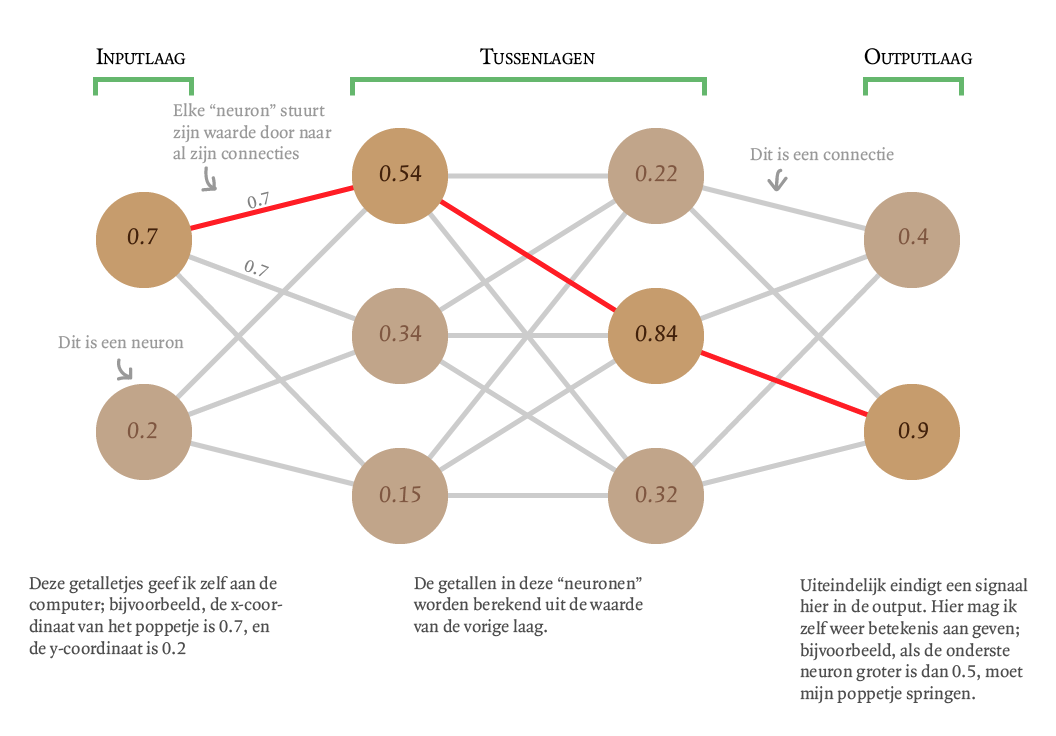 Inputlaag
Tussenlagen
Outputlaag
Elke “neuron” stuurt
zijn waarde door naar
al zijn connecties
Dit is een connectie
0.7
0.7
0.7
0.54
0.22
0.4
Dit is een neuron
0.34
0.84
0.2
0.9
0.15
0.32
Deze getalletjes geef ik zelf aan de
computer; bijvoorbeeld, de x-coor-
dinaat van het poppetje is 0.7, en
de y-coordinaat is 0.2
De getallen in deze “neuronen”
worden berekend uit de waarde
van de vorige laag.
Uiteindelijk eindigt een signaal
hier in de output. Hier mag ik
zelf weer betekenis aan geven;
bijvoorbeeld, als de onderste
neuron groter is dan 0.5, moet
mijn poppetje springen.